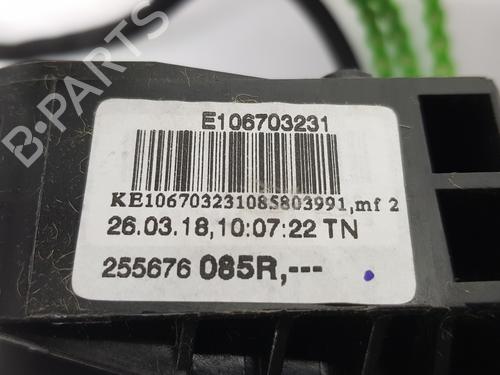 B-PARTS
E106703231
KE106703231085803991,mf 2
26.03.18,10:07:22 TN
255676 085R,---